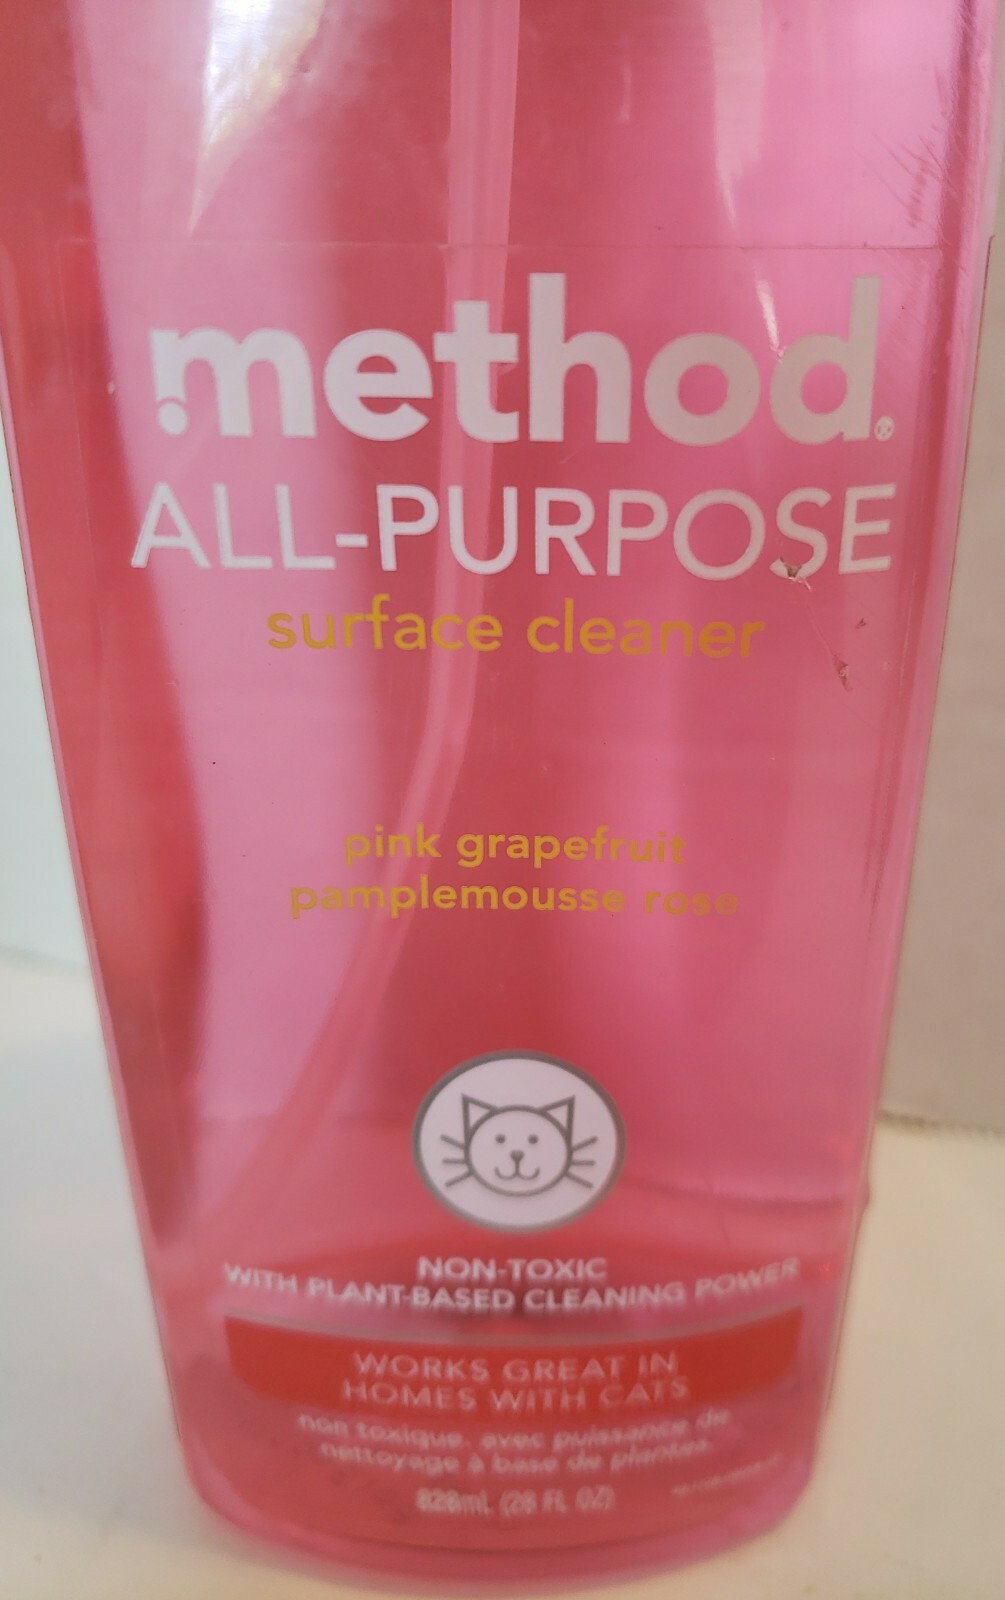 method.
ALL-PURPOSE
surface cleaner
pink grapefruit
pamplemousse rose
NON-TOXIC
WITH PLANT-BASED CLEANING POWER
WORKS GREAT IN
HOMES WITH CATS
non toxique, avec puissance de
nettoyage à base de plantes.
828mL (28 FL OZ)